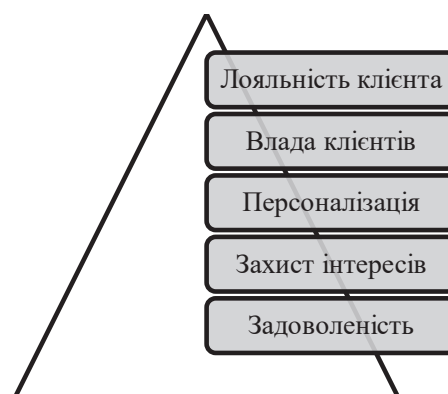 Лояльність клієнта
Влада клієнтів
Персоналізація
Захист інтересів
Задоволеність